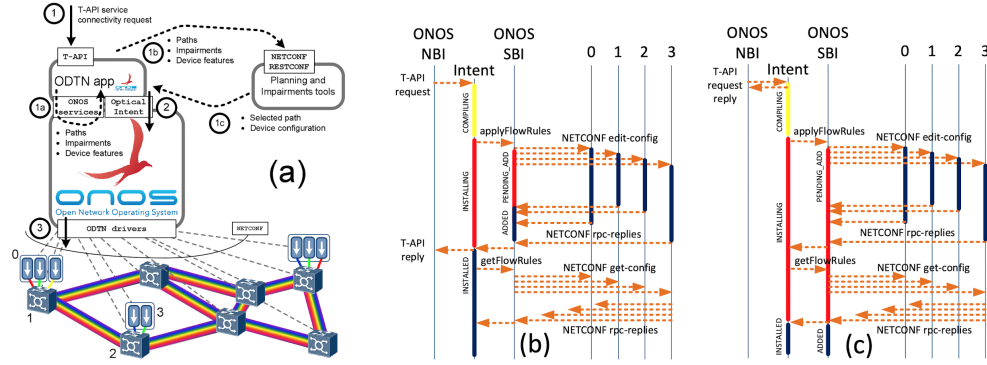 1
T-API service
connectivity request
T-API
ODTN app
1b
• Paths
• Impairments
• Device features
NETCONF
RESTCONF
Planning and
Impairments tools
1a
ONOS
services
Optical
Intent
2
1c
• Selected path
• Device configuration
• Paths
• Impairments
• Device features
onos
Open Network Operating System
(a)
3
ODTN drivers
NETCONF
0
1
2
3
ONOS
NBI
Intent
ONOS
SBI
0 1 2 3
T-API
request
COMPILING
applyFlowRules
NETCONF edit-config
INSTALLING
PENDING_ADD
ADDED
NETCONF rpc-replies
T-API
reply
getFlowRules
INSTALLED
NETCONF get-config
NETCONF rpc-replies
(b)
ONOS
NBI
Intent
ONOS
SBI
0 1 2 3
T-API
request
reply
COMPILING
applyFlowRules
NETCONF edit-config
INSTALLING
PENDING_ADD
NETCONF rpc-replies
getFlowRules
NETCONF get-config
NETCONF rpc-replies
INSTALLED
ADDED
(c)